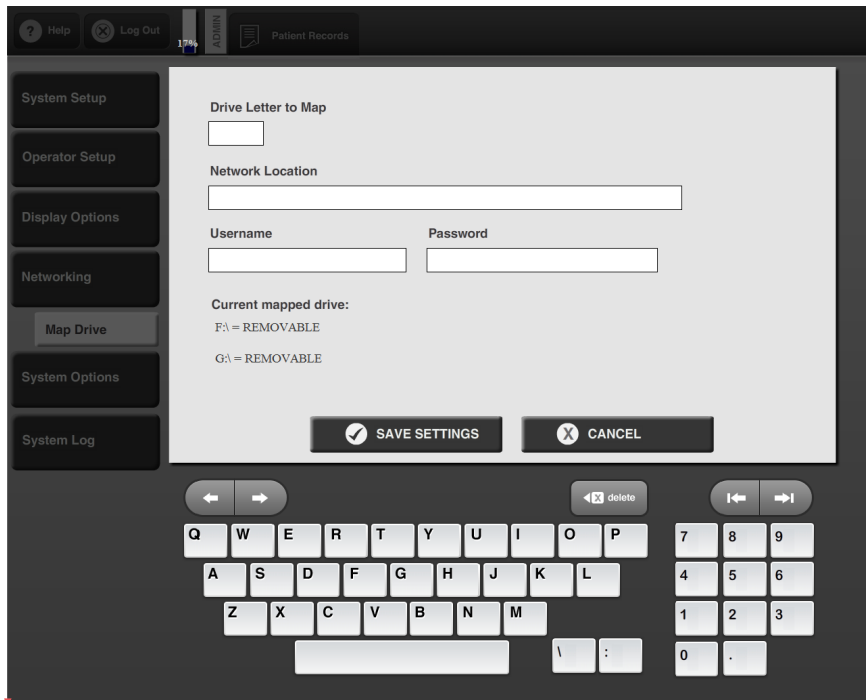 Help
Log Out
17%
ADMIN
Patient Records
System Setup
Operator Setup
Display Options
Networking
Map Drive
System Options
System Log
Drive Letter to Map
Network Location
Username Password
Current mapped drive:
F:\ = REMOVABLE
G:\ = REMOVABLE
SAVE SETTINGS
CANCEL
delete
Q W E R T Y U I O P 7 8 9
A S D F G H J K L 4 5 6
Z X C V B N M 1 2 3
\ : 0 .